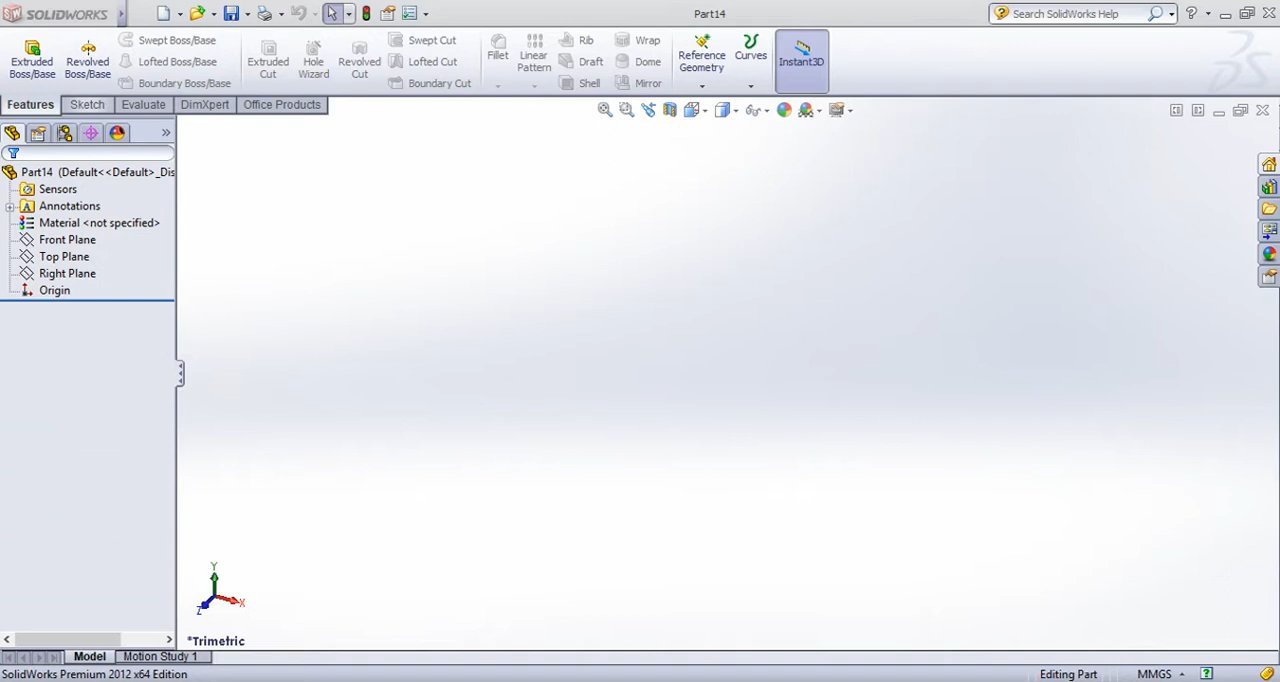 SOLIDWORKS
Part14
Search SolidWorks Help
Extruded Boss/Base
Revolved Boss/Base
Swept Boss/Base
Lofted Boss/Base
Boundary Boss/Base
Extruded Cut
Hole Wizard
Revolved Cut
Swept Cut
Lofted Cut
Boundary Cut
Fillet
Linear Pattern
Rib
Draft
Shell
Wrap
Dome
Mirror
Reference Geometry
Curves
Instant3D
Features
Sketch
Evaluate
DimXpert
Office Products
Part14 (Default<<Default>_Dis
Sensors
Annotations
Material <not specified>
Front Plane
Top Plane
Right Plane
Origin
Y
X
Z
*Trimetric
Model
Motion Study 1
SolidWorks Premium 2012 x64 Edition
Editing Part
MMGS